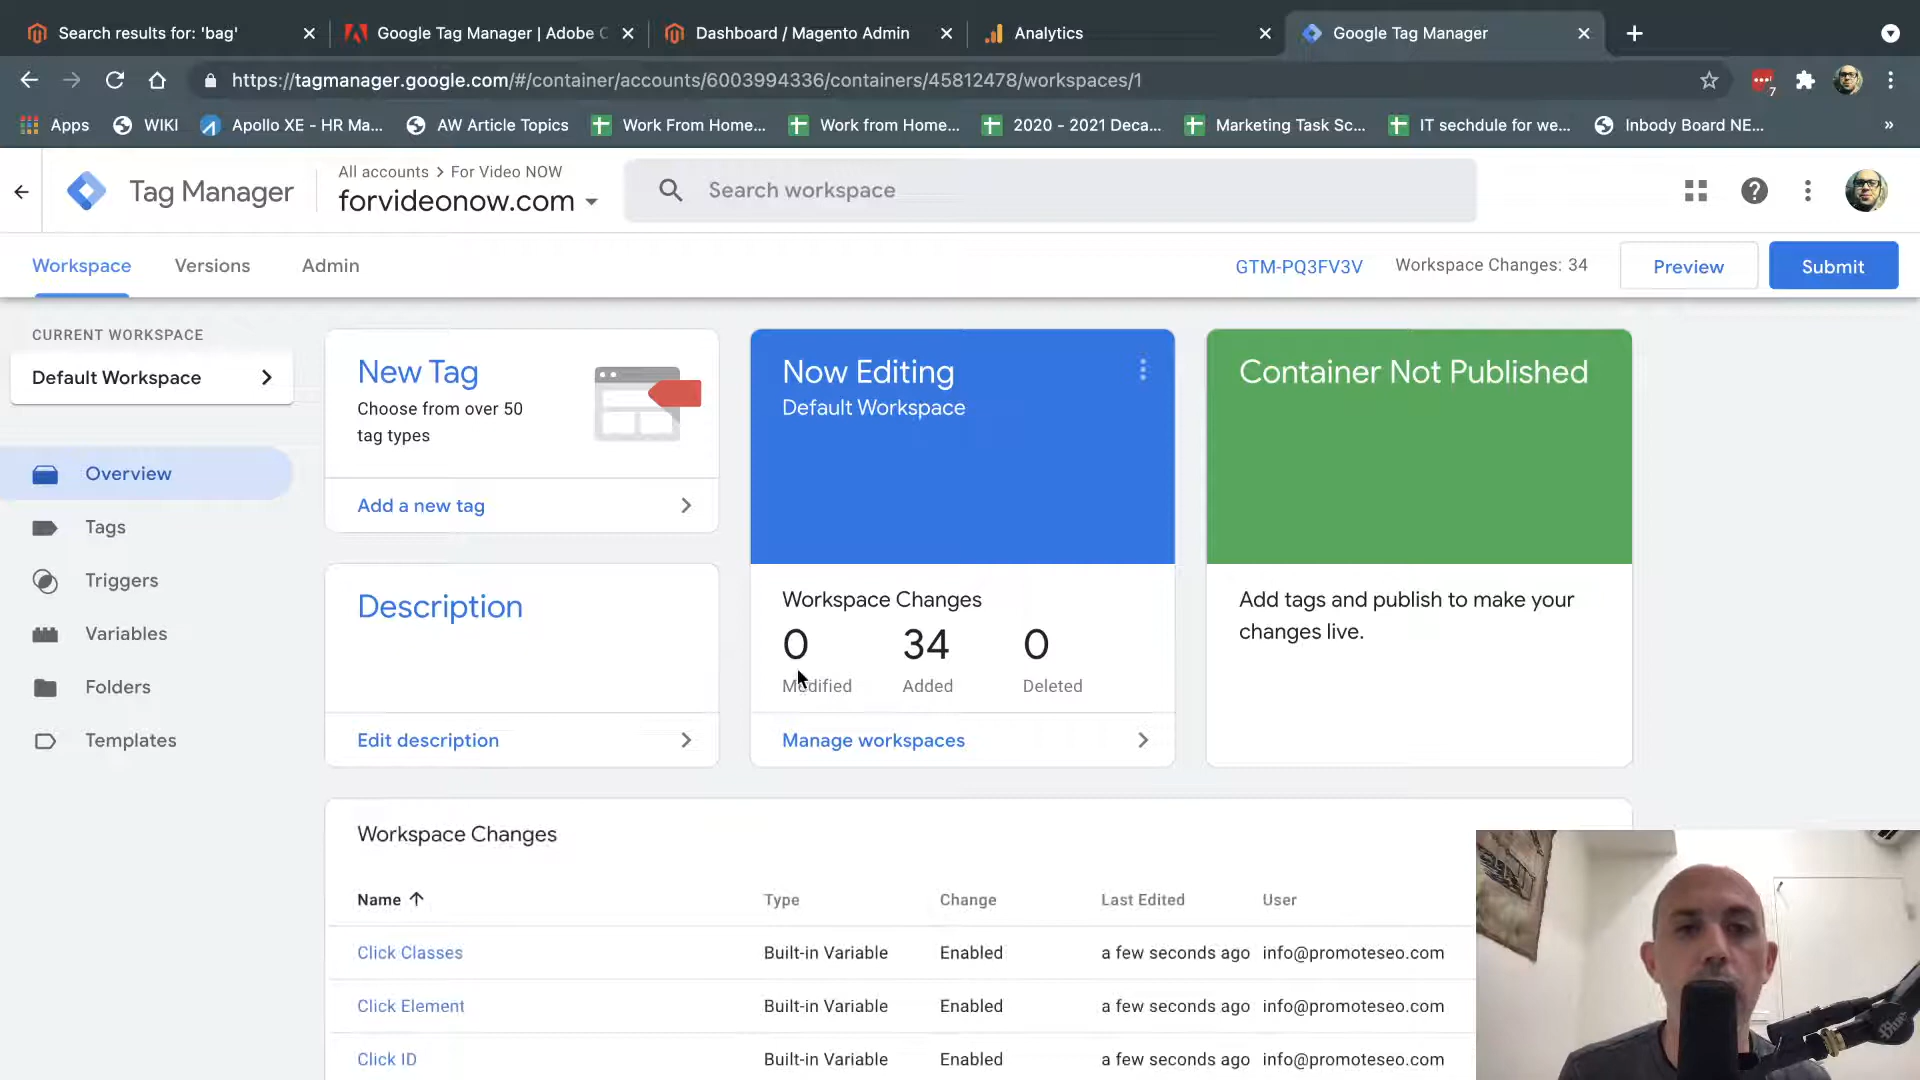 Search results for: 'bag'
Google Tag Manager | Adobe C
Dashboard / Magento Admin
Analytics
Google Tag Manager
https://tagmanager.google.com/#/container/accounts/6003994336/containers/45812478/workspaces/1
7
Apps
WIKI
Apollo XE - HR Ma...
AW Article Topics
Work From Home...
Work from Home...
2020 - 2021 Deca...
Marketing Task Sc...
IT sechdule for we...
Inbody Board NE...
»
Tag Manager
All accounts > For Video NOW
forvideonow.com
Search workspace
Workspace
Versions
Admin
GTM-PQ3FV3V
Workspace Changes: 34
Preview
Submit
CURRENT WORKSPACE
Default Workspace
Overview
Tags
Triggers
Variables
Folders
Templates
New Tag
Choose from over 50
tag types
Add a new tag
Description
Edit description
Now Editing
Default Workspace
Workspace Changes
0 34 0
Modified Added Deleted
Manage workspaces
Container Not Published
Add tags and publish to make your
changes live.
Workspace Changes
Name Type Change Last Edited User
Click Classes Built-in Variable Enabled a few seconds ago info@promoteseo.com
Click Element Built-in Variable Enabled a few seconds ago info@promoteseo.com
Click ID Built-in Variable Enabled a few seconds ago info@promoteseo.com
Blue